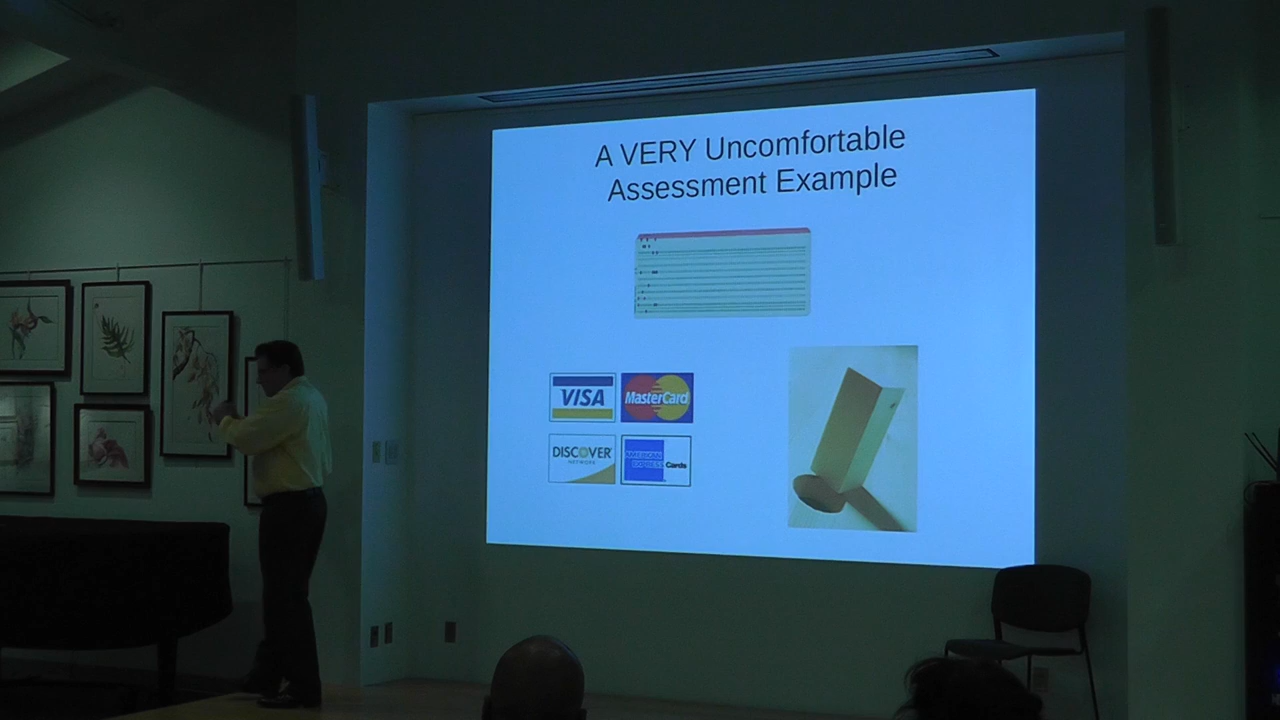 A VERY Uncomfortable
Assessment Example
VISA
MasterCard
DISCOVER
NETWORK
AMERICAN
EXPRESS
Cards